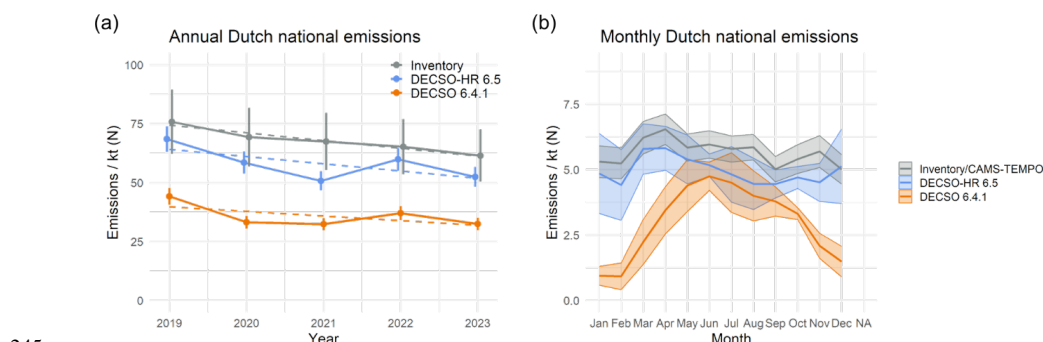 (a)
Annual Dutch national emissions
100
75
50
25
0
Emissions / kt (N)
Inventory
DECSO-HR 6.5
DECSO 6.4.1
2019 2020 2021 2022 2023
Year
(b)
Monthly Dutch national emissions
7.5
5.0
2.5
0.0
Emissions / kt (N)
Jan Feb Mar Apr May Jun Jul Aug Sep Oct Nov Dec NA
Month
Inventory/CAMS-TEMPO
DECSO-HR 6.5
DECSO 6.4.1